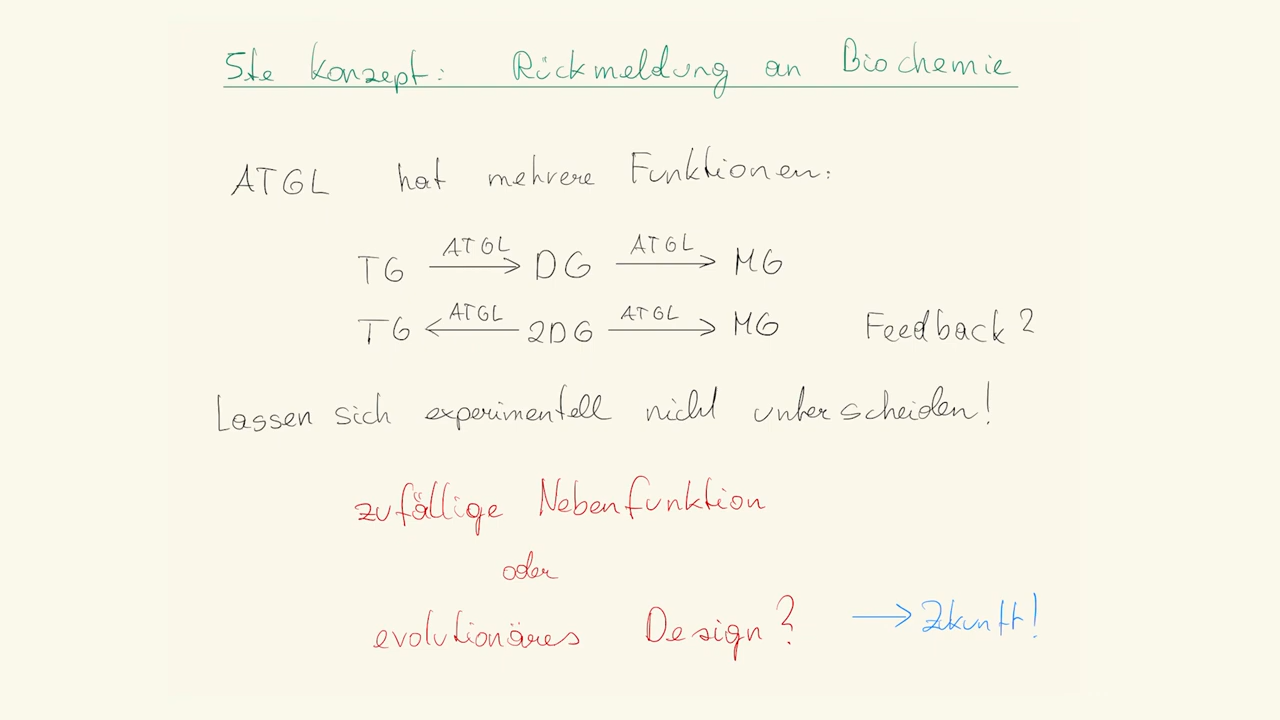 5te Konzept: Rückmeldung an Biochemie
ATGL hat mehrere Funktionen:
TG ATGL→ DG ATGL→ MG
TG ←ATGL 2DG ATGL→ MG Feedback?
Lassen sich experimentell nicht unterscheiden!
zufällige Nebenfunktion
oder
evolutionäres Design? → Zukunft!